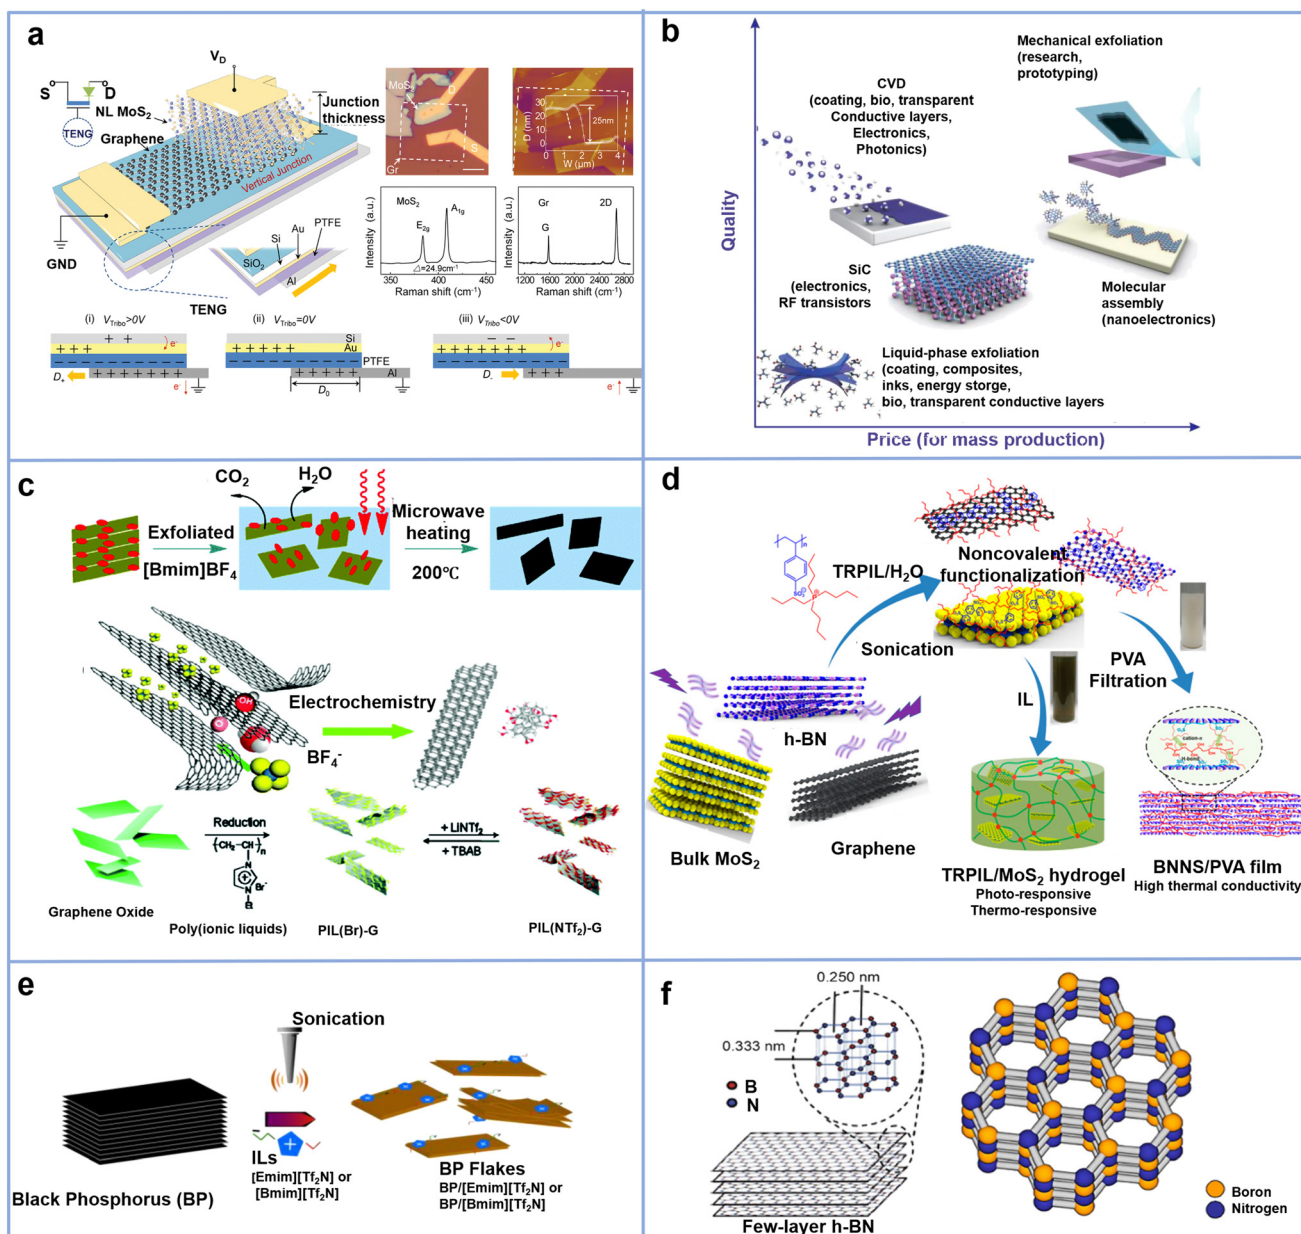 a
V_D
S
D
NL MoS₂
TENG
Graphene
Junction
thickness
Vertical Junction
GND
SiO₂
Si
Au
PTFE
Al
TENG
MoS₂
D
S
Gr
D (nm)
30
20
10
0
25nm
0 1 2 3 4
W (μm)
Intensity (a.u.)
MoS₂
E₂g
A₁g
△=24.9cm⁻¹
350 400 450
Raman shift (cm⁻¹)
Intensity (a.u.)
Gr
G
2D
1200 1600 2000 2400 2800
Raman shift (cm⁻¹)
(i) V_Tribo>0V
(ii) V_Tribo=0V
(iii) V_Tribo<0V
e⁻
Si
Au
PTFE
Al
e⁻
D₊
e⁻
D₀
D₋
e⁻
b
Quality
Price (for mass production)
Mechanical exfoliation
(research,
prototyping)
CVD
(coating, bio, transparent
Conductive layers,
Electronics,
Photonics)
SiC
(electronics,
RF transistors
Molecular
assembly
(nanoelectronics)
Liquid-phase exfoliation
(coating, composites,
inks, energy storge,
bio, transparent conductive layers
c
CO₂
H₂O
Exfoliated
[Bmim]BF₄
Microwave
heating
200℃
OH
Electrochemistry
BF₄⁻
Reduction
(CH₂-CH)n
N
N
Br⁻
Et
+ LiNTf₂
+ TBAB
Graphene Oxide
Poly(ionic liquids)
PIL(Br)-G
PIL(NTf₂)-G
d
n
P
TRPIL/H₂O
Sonication
Noncovalent
functionalization
PVA
Filtration
IL
h-BN
Bulk MoS₂
Graphene
cation-π
H-bond
TRPIL/MoS₂ hydrogel
Photo-responsive
Thermo-responsive
BNNS/PVA film
High thermal conductivity
e
Sonication
ILs
[Emim][Tf₂N] or
[Bmim][Tf₂N]
Black Phosphorus (BP)
BP Flakes
BP/[Emim][Tf₂N] or
BP/[Bmim][Tf₂N]
f
0.250 nm
0.333 nm
B
N
Few-layer h-BN
Boron
Nitrogen